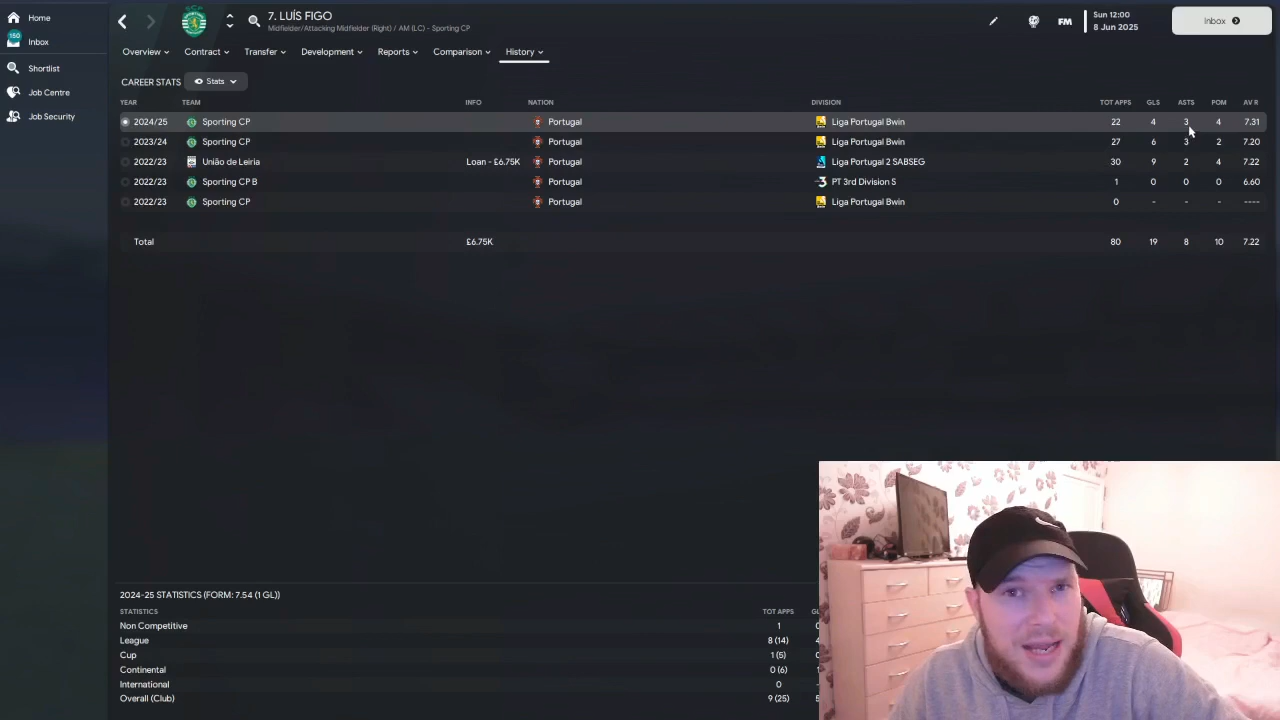 Home
150
Inbox
Shortlist
Job Centre
Job Security
7. LUÍS FIGO
Midfielder/Attacking Midfielder (Right) / AM (LC) - Sporting CP
FM
Sun 12:00
8 Jun 2025
Inbox
Overview Contract Transfer Development Reports Comparison History
CAREER STATS Stats
YEAR TEAM INFO NATION DIVISION TOT APPS GLS ASTS POM AV R
2024/25 Sporting CP Portugal Liga Portugal Bwin 22 4 3 4 7.31
2023/24 Sporting CP Portugal Liga Portugal Bwin 27 6 3 2 7.20
2022/23 União de Leiria Loan - £6.75K Portugal Liga Portugal 2 SABSEG 30 9 2 4 7.22
2022/23 Sporting CP B Portugal PT 3rd Division S 1 0 0 0 6.60
2022/23 Sporting CP Portugal Liga Portugal Bwin 0 - - - ----
Total £6.75K 80 19 8 10 7.22
2024-25 STATISTICS (FORM: 7.54 (1 GL))
STATISTICS TOT APPS
Non Competitive 1
League 8 (14)
Cup 1 (5)
Continental 0 (6)
International 0
Overall (Club) 9 (25)